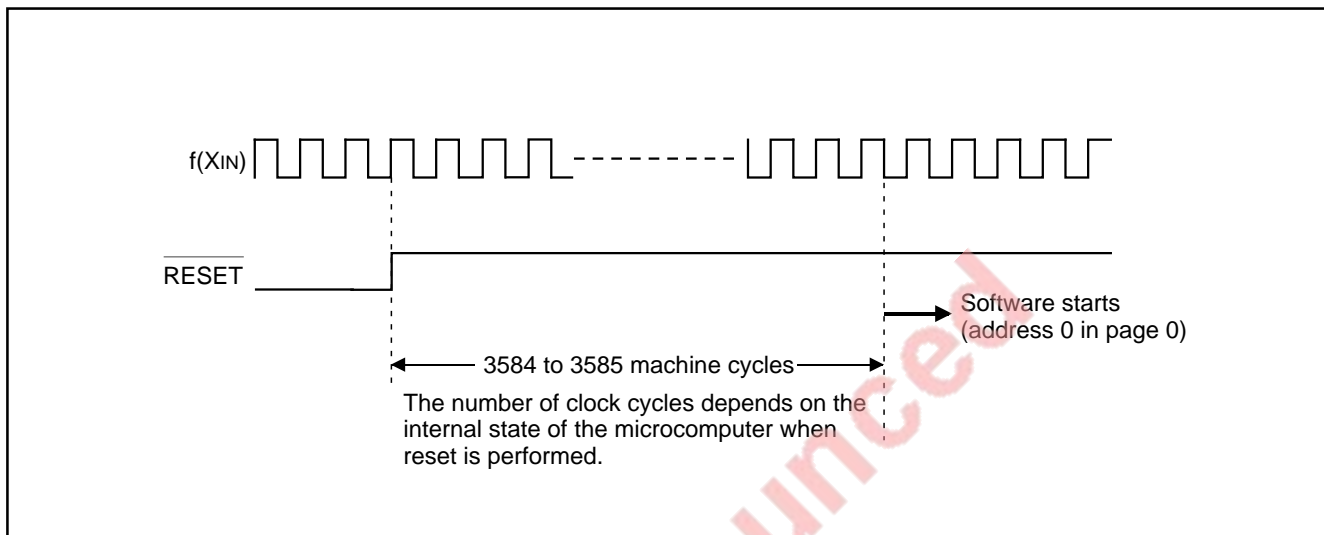 f(XIN)
RESET
Software starts
(address 0 in page 0)
3584 to 3585 machine cycles
The number of clock cycles depends on the
internal state of the microcomputer when
reset is performed.
unced